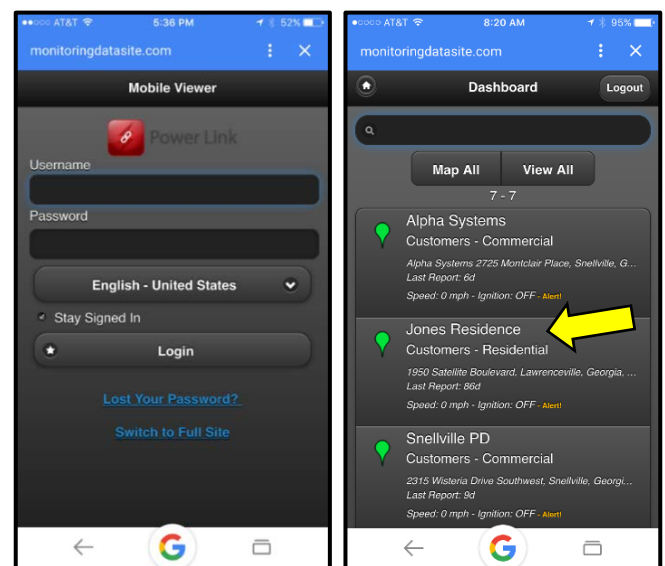 AT&T 5:36 PM 52%
monitoringdatasite.com
Mobile Viewer
Power Link
Username
Password
English - United States
Stay Signed In
Login
Lost Your Password?
Switch to Full Site
G
AT&T 8:20 AM 95%
monitoringdatasite.com
Dashboard Logout
Map All View All
7 - 7
Alpha Systems
Customers - Commercial
Alpha Systems 2725 Montclair Place, Snellville, G...
Last Report: 6d
Speed: 0 mph - Ignition: OFF - Alert!
Jones Residence
Customers - Residential
1950 Satellite Boulevard, Lawrenceville, Georgia, ...
Last Report: 86d
Speed: 0 mph - Ignition: OFF - Alert!
Snellville PD
Customers - Commercial
2315 Wisteria Drive Southwest, Snellville, Georgi...
Last Report: 9d
Speed: 0 mph - Ignition: OFF - Alert!
G